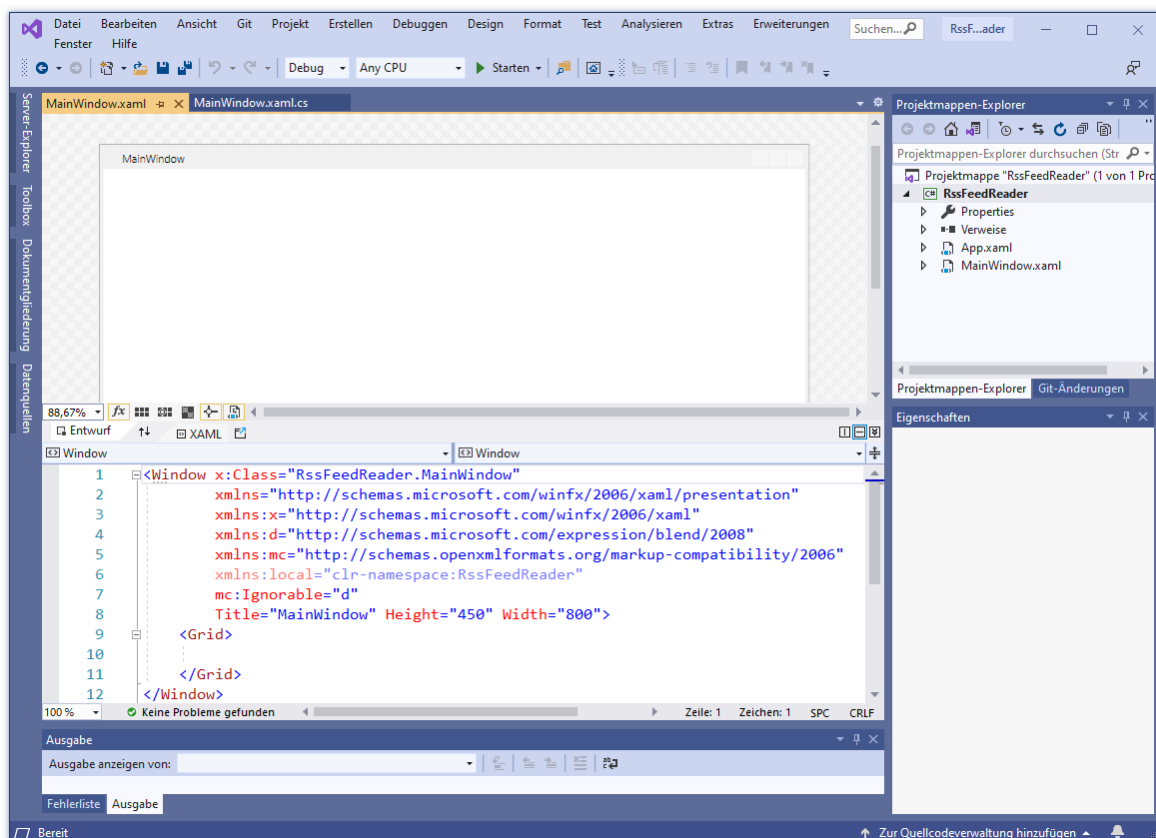 Datei Bearbeiten Ansicht Git Projekt Erstellen Debuggen Design Format Test Analysieren Extras Erweiterungen
Fenster Hilfe
Suchen...
RssF...ader
Debug Any CPU Starten
Server-Explorer
Toolbox
Dokumentgliederung
Datenquellen
MainWindow.xaml MainWindow.xaml.cs
MainWindow
88,67% fx
Entwurf XAML
Window Window
1 <Window x:Class="RssFeedReader.MainWindow"
2 xmlns="http://schemas.microsoft.com/winfx/2006/xaml/presentation"
3 xmlns:x="http://schemas.microsoft.com/winfx/2006/xaml"
4 xmlns:d="http://schemas.microsoft.com/expression/blend/2008"
5 xmlns:mc="http://schemas.openxmlformats.org/markup-compatibility/2006"
6 xmlns:local="clr-namespace:RssFeedReader"
7 mc:Ignorable="d"
8 Title="MainWindow" Height="450" Width="800">
9 <Grid>
10
11 </Grid>
12 </Window>
100 % Keine Probleme gefunden Zeile: 1 Zeichen: 1 SPC CRLF
Ausgabe
Ausgabe anzeigen von:
Fehlerliste Ausgabe
Projektmappen-Explorer
Projektmappen-Explorer durchsuchen (Str
Projektmappe "RssFeedReader" (1 von 1 Pro
C# RssFeedReader
Properties
Verweise
App.xaml
MainWindow.xaml
Projektmappen-Explorer Git-Änderungen
Eigenschaften
Bereit Zur Quellcodeverwaltung hinzufügen